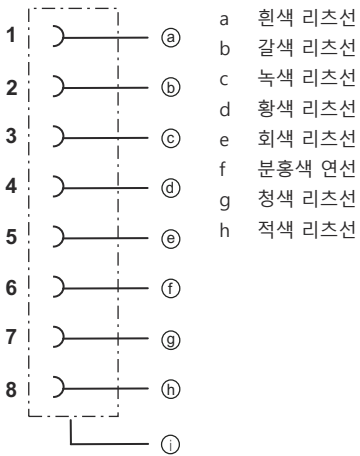 1 ⓐ
2 ⓑ
3 ⓒ
4 ⓓ
5 ⓔ
6 ⓕ
7 ⓖ
8 ⓗ
ⓘ
a 흰색 리츠선
b 갈색 리츠선
c 녹색 리츠선
d 황색 리츠선
e 회색 리츠선
f 분홍색 연선
g 청색 리츠선
h 적색 리츠선